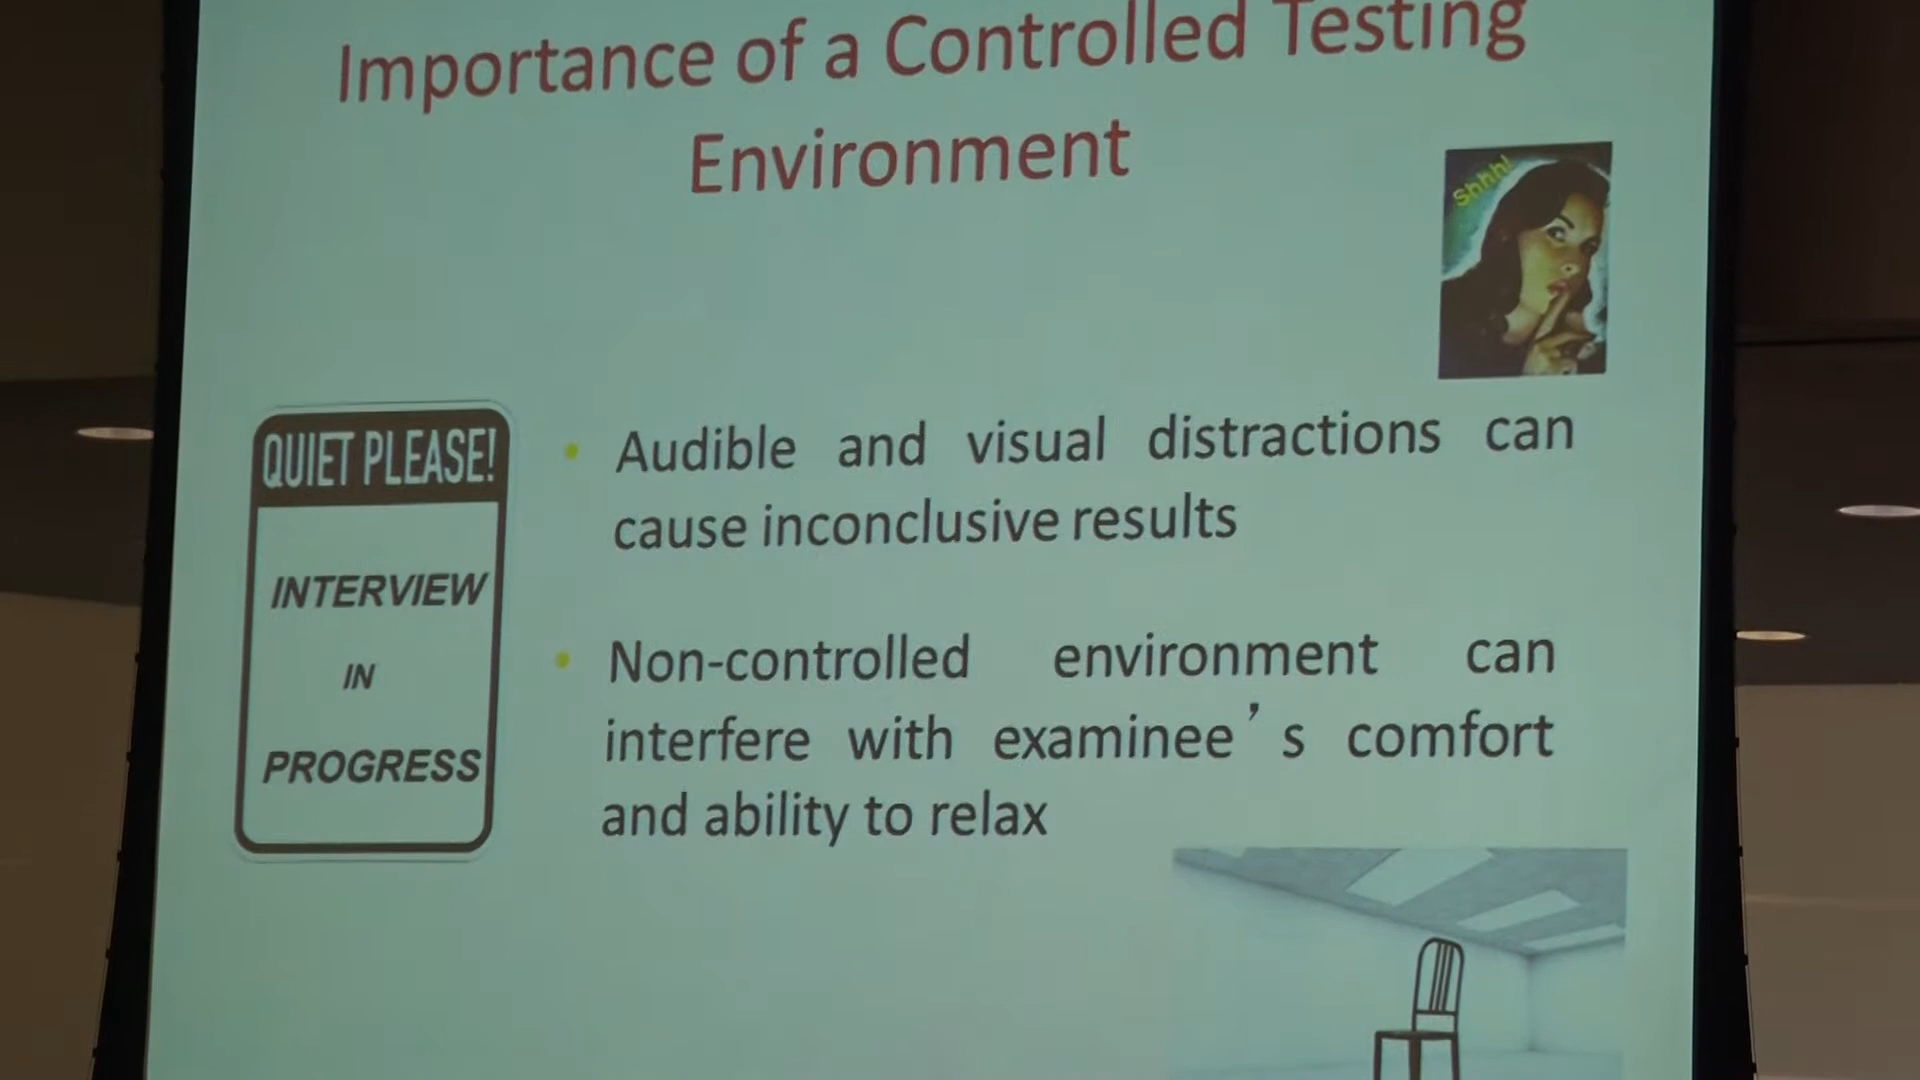 Importance of a Controlled Testing
Environment
Shhh!
QUIET PLEASE!
INTERVIEW
IN
PROGRESS
• Audible and visual distractions can
cause inconclusive results
• Non-controlled environment can
interfere with examinee's comfort
and ability to relax